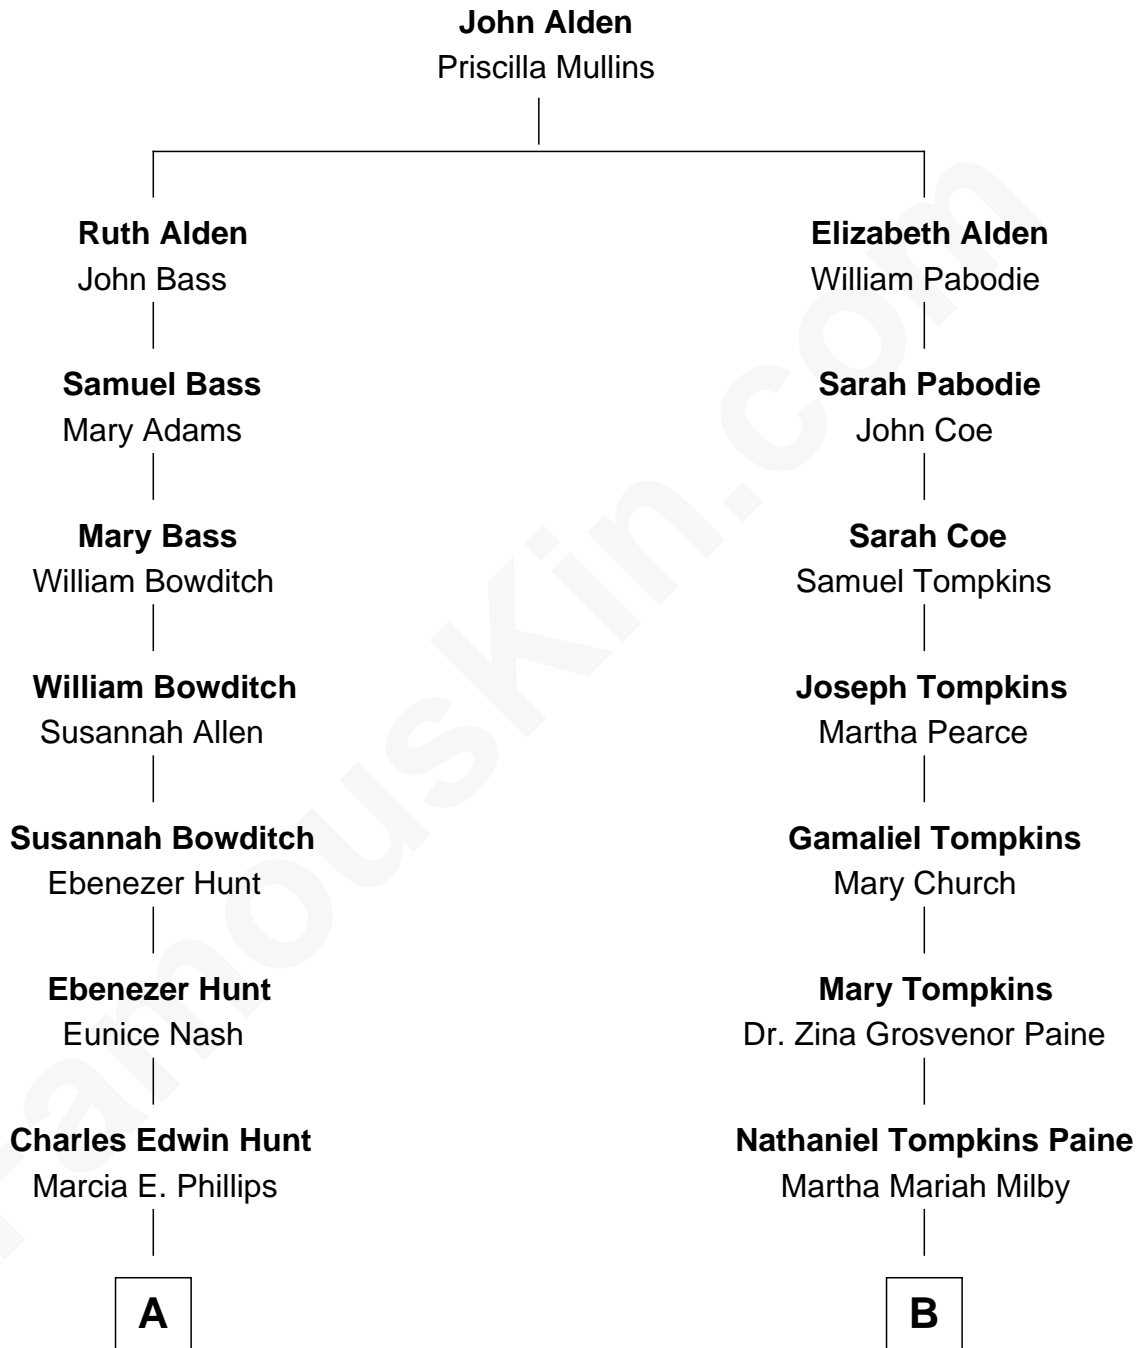 John Alden
Priscilla Mullins
Ruth Alden
John Bass
Elizabeth Alden
William Pabodie
Samuel Bass
Mary Adams
Sarah Pabodie
John Coe
Mary Bass
William Bowditch
Sarah Coe
Samuel Tompkins
William Bowditch
Susannah Allen
Joseph Tompkins
Martha Pearce
Susannah Bowditch
Ebenezer Hunt
Gamaliel Tompkins
Mary Church
Ebenezer Hunt
Eunice Nash
Mary Tompkins
Dr. Zina Grosvenor Paine
Charles Edwin Hunt
Marcia E. Phillips
Nathaniel Tompkins Paine
Martha Mariah Milby
A
B
FamousKin.com